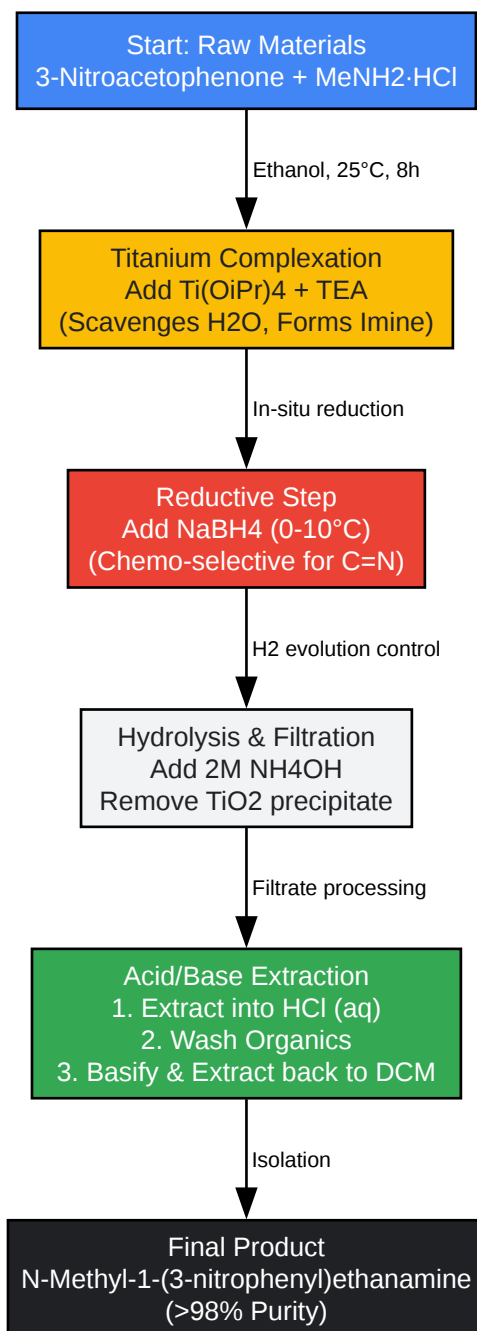 Start: Raw Materials
3-Nitroacetophenone + MeNH2·HCl
Ethanol, 25°C, 8h
Titanium Complexation
Add Ti(OiPr)4 + TEA
(Scavenges H2O, Forms Imine)
In-situ reduction
Reductive Step
Add NaBH4 (0-10°C)
(Chemo-selective for C=N)
H2 evolution control
Hydrolysis & Filtration
Add 2M NH4OH
Remove TiO2 precipitate
Filtrate processing
Acid/Base Extraction
1. Extract into HCl (aq)
2. Wash Organics
3. Basify & Extract back to DCM
Isolation
Final Product
N-Methyl-1-(3-nitrophenyl)ethanamine
(>98% Purity)